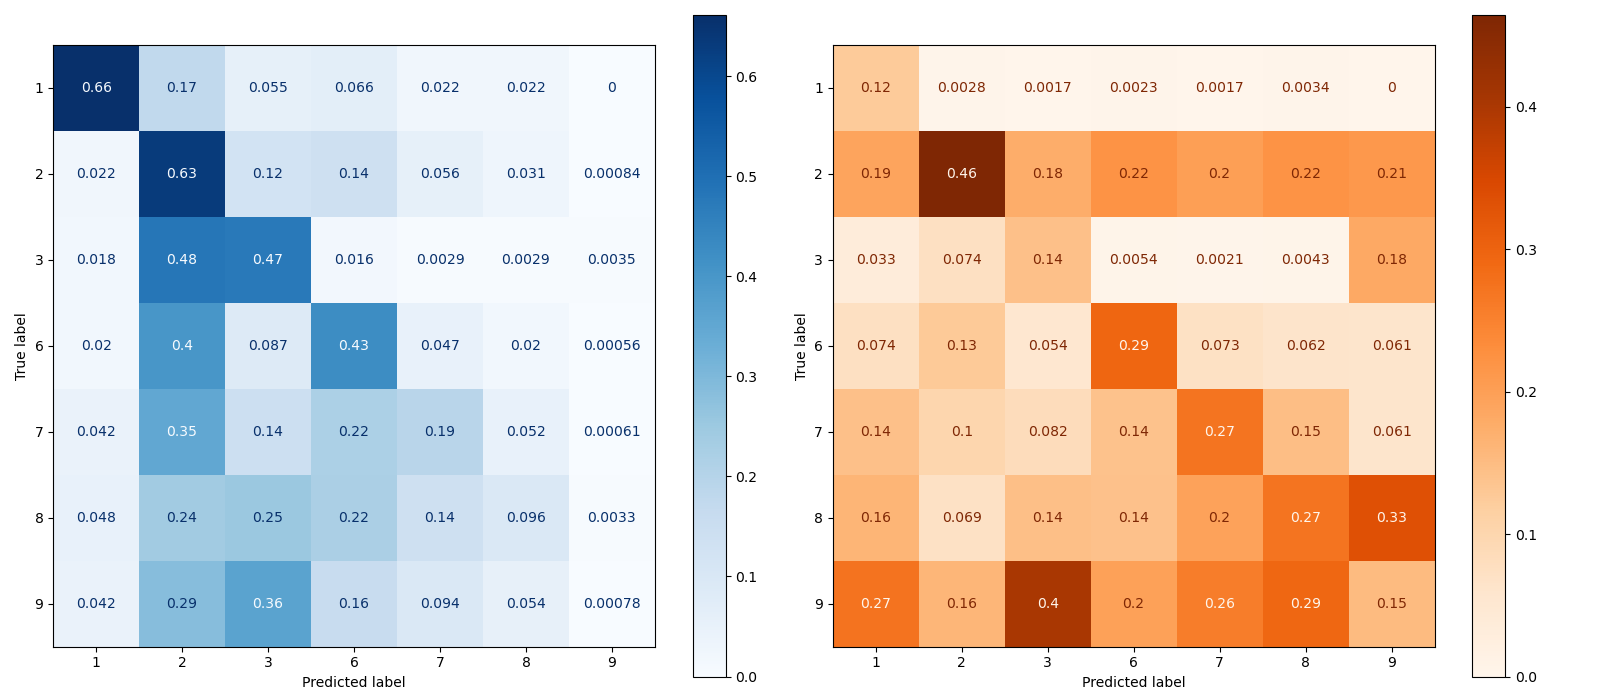 1 0.66 0.17 0.055 0.066 0.022 0.022 0
2 0.022 0.63 0.12 0.14 0.056 0.031 0.00084
3 0.018 0.48 0.47 0.016 0.0029 0.0029 0.0035
6 0.02 0.4 0.087 0.43 0.047 0.02 0.00056
7 0.042 0.35 0.14 0.22 0.19 0.052 0.00061
8 0.048 0.24 0.25 0.22 0.14 0.096 0.0033
9 0.042 0.29 0.36 0.16 0.094 0.054 0.00078
1 2 3 6 7 8 9
True label
Predicted label
0.6
0.5
0.4
0.3
0.2
0.1
0.0
1 0.12 0.0028 0.0017 0.0023 0.0017 0.0034 0
2 0.19 0.46 0.18 0.22 0.2 0.22 0.21
3 0.033 0.074 0.14 0.0054 0.0021 0.0043 0.18
6 0.074 0.13 0.054 0.29 0.073 0.062 0.061
7 0.14 0.1 0.082 0.14 0.27 0.15 0.061
8 0.16 0.069 0.14 0.14 0.2 0.27 0.33
9 0.27 0.16 0.4 0.2 0.26 0.29 0.15
1 2 3 6 7 8 9
True label
Predicted label
0.4
0.3
0.2
0.1
0.0